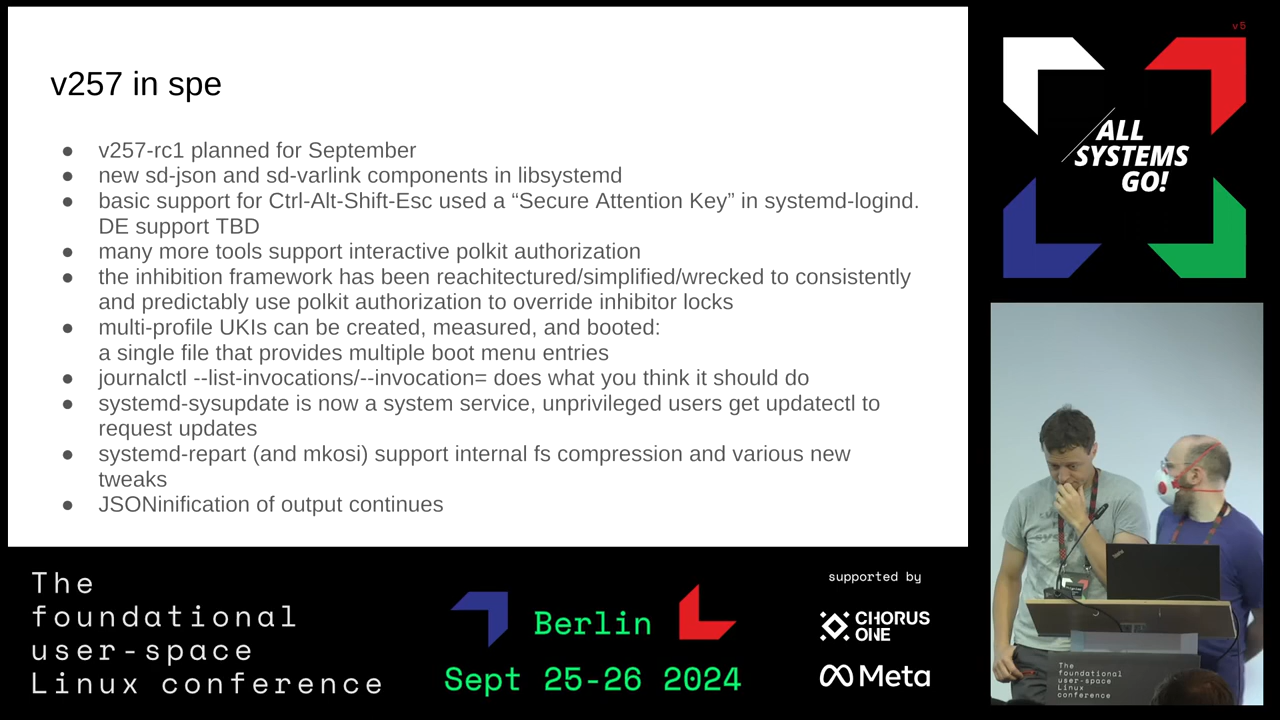 v257 in spe
● v257-rc1 planned for September
● new sd-json and sd-varlink components in libsystemd
● basic support for Ctrl-Alt-Shift-Esc used a “Secure Attention Key” in systemd-logind.
DE support TBD
● many more tools support interactive polkit authorization
● the inhibition framework has been reachitectured/simplified/wrecked to consistently
and predictably use polkit authorization to override inhibitor locks
● multi-profile UKIs can be created, measured, and booted:
a single file that provides multiple boot menu entries
● journalctl --list-invocations/--invocation= does what you think it should do
● systemd-sysupdate is now a system service, unprivileged users get updatectl to
request updates
● systemd-repart (and mkosi) support internal fs compression and various new
tweaks
● JSONinification of output continues
v5
ALL
SYSTEMS
GO!
The
foundational
user-space
Linux conference
Berlin
Sept 25-26 2024
supported by
CHORUS
ONE
Meta
The
foundational
user-space
Linux
conference